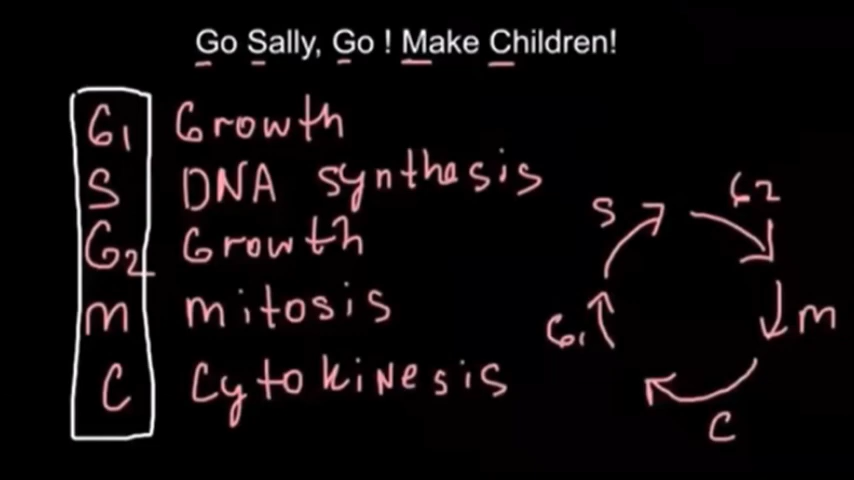 Go Sally, Go ! Make Children!
G1 Growth
S DNA synthesis
G2 Growth
M mitosis
C Cytokinesis
S
G2
G1
M
C